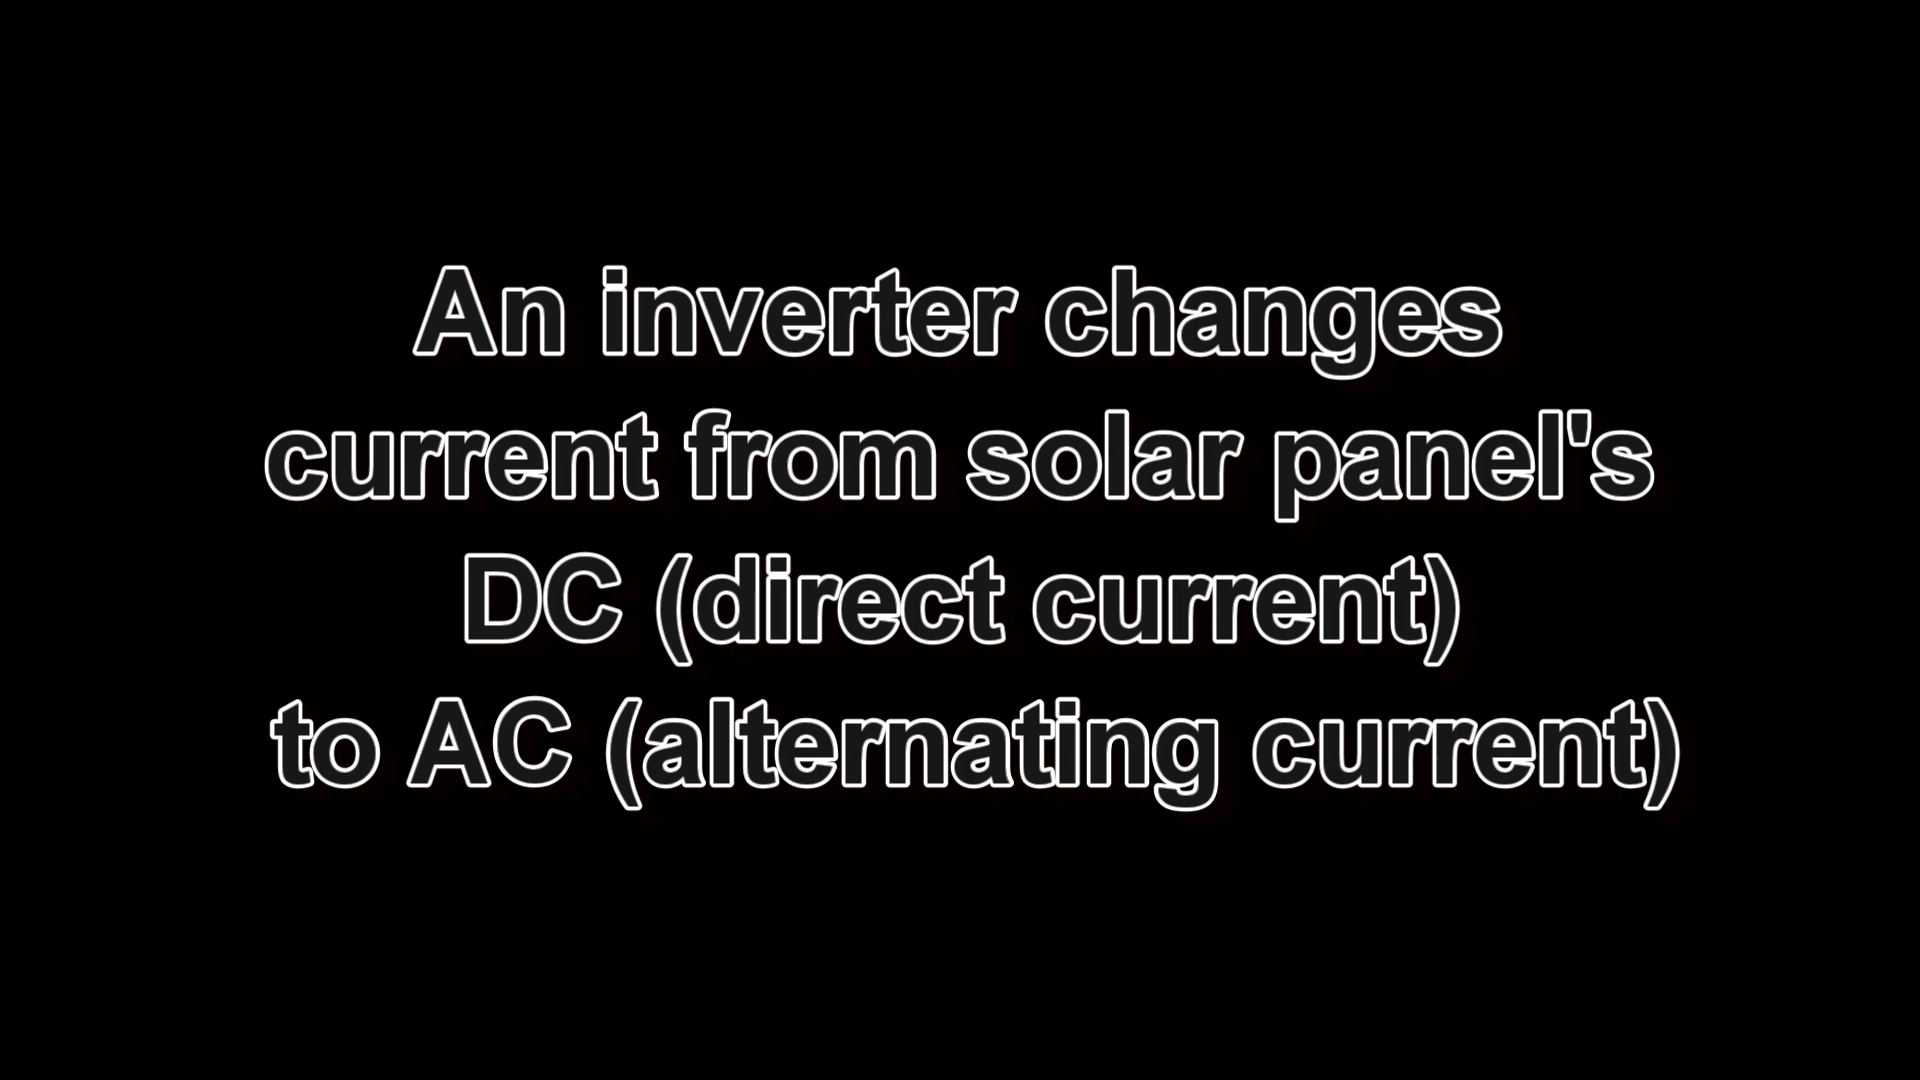 An inverter changes
current from solar panel's
DC (direct current)
to AC (alternating current)